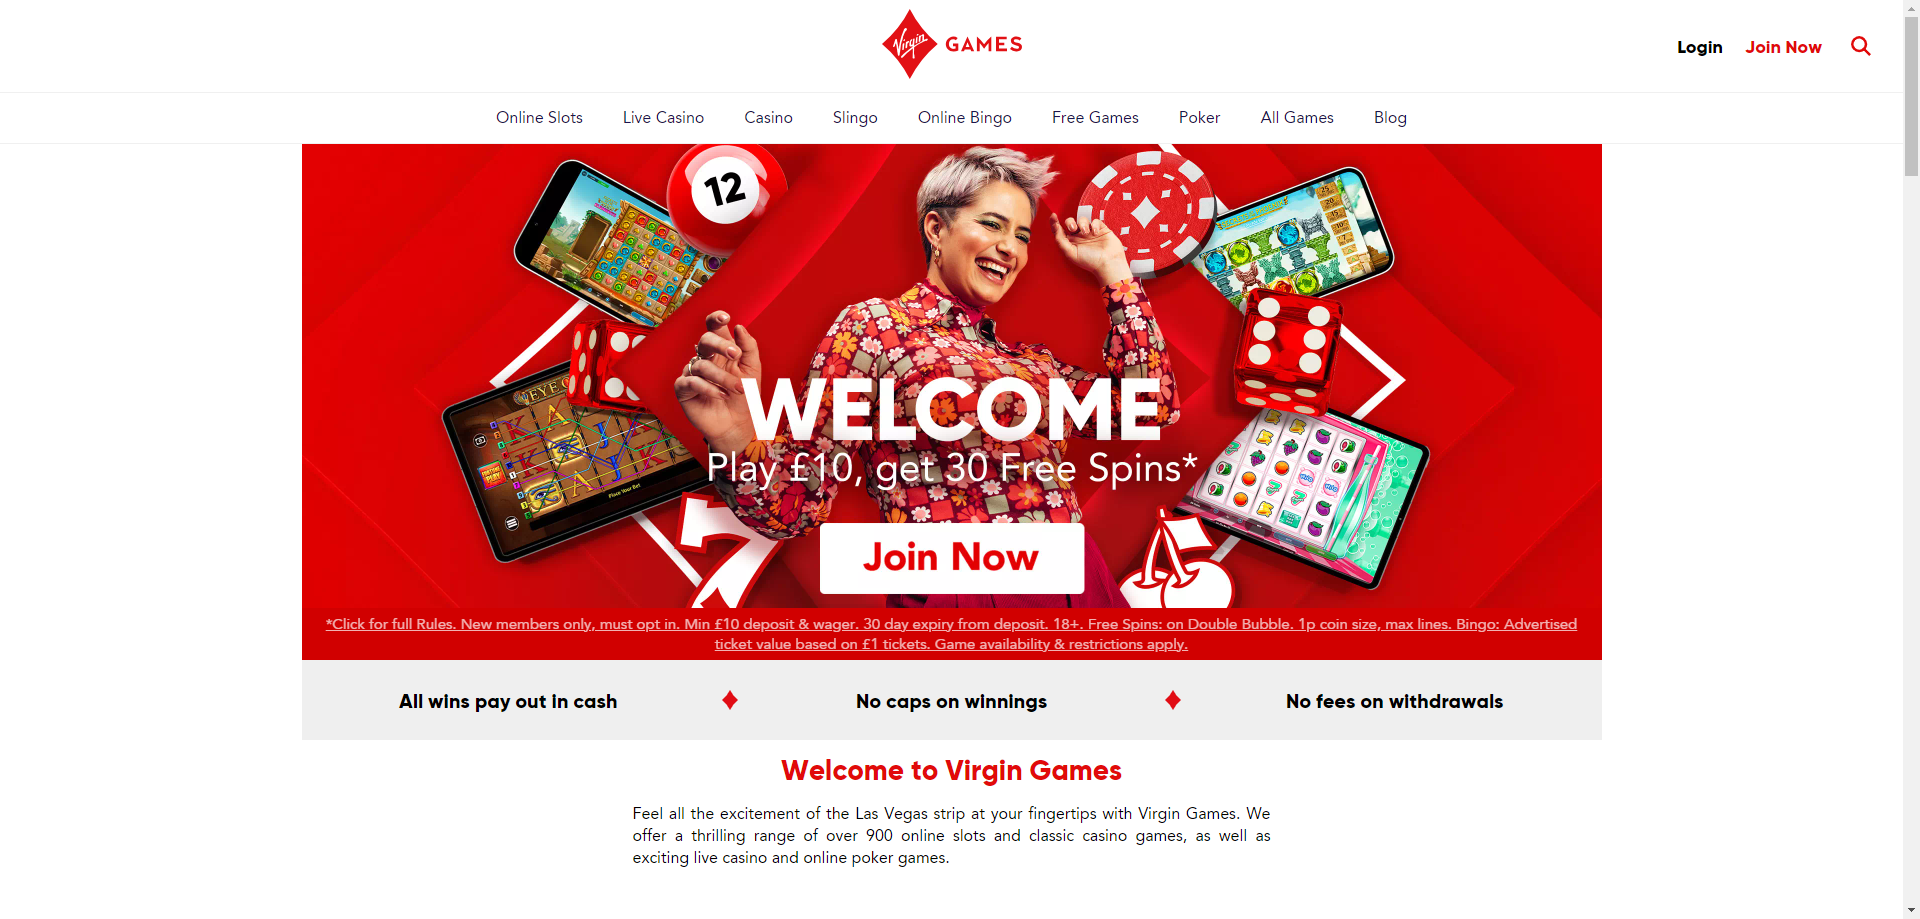 Virgin GAMES
Login Join Now
Online Slots Live Casino Casino Slingo Online Bingo Free Games Poker All Games Blog
12
EYE
K A J K
Place Your Bet
WELCOME
Play £10, get 30 Free Spins*
7
Join Now
*Click for full Rules. New members only, must opt in. Min £10 deposit & wager. 30 day expiry from deposit. 18+. Free Spins: on Double Bubble. 1p coin size, max lines. Bingo: Advertised
ticket value based on £1 tickets. Game availability & restrictions apply.
All wins pay out in cash No caps on winnings No fees on withdrawals
Welcome to Virgin Games
Feel all the excitement of the Las Vegas strip at your fingertips with Virgin Games. We
offer a thrilling range of over 900 online slots and classic casino games, as well as
exciting live casino and online poker games.